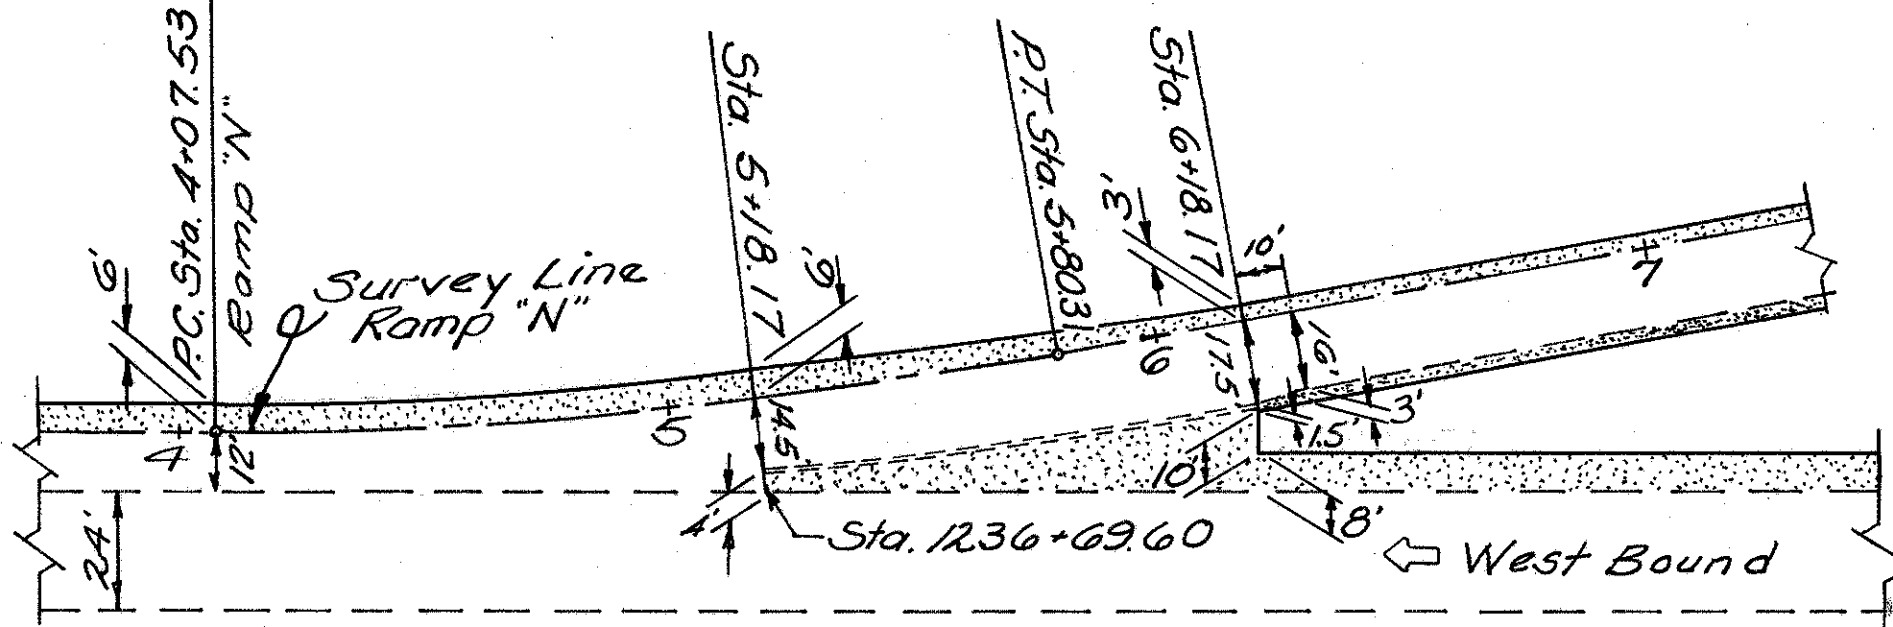 P.C. Sta. 4+07.53
Ramp "N"
Sta. 5+18.17
P.T. Sta. 5+80.31
Sta. 6+18.17
6'
Survey Line
Ramp "N"
6'
3'
10'
7
6
5
4
12'
14.5'
17.5'
16'
3'
1.5'
10'
4'
8'
24'
Sta. 1236+69.60
West Bound